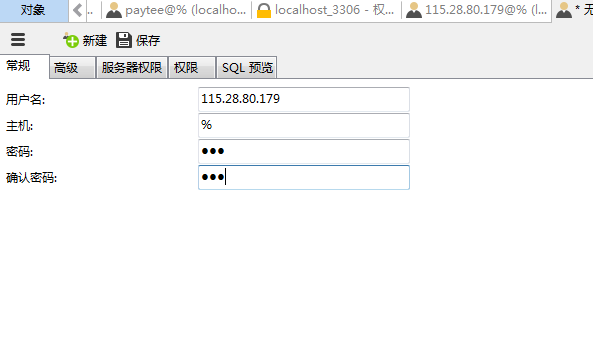 对象 .. paytee@% (localho... localhost_3306 - 权... 115.28.80.179@% (l... * 无
新建 保存
常规 高级 服务器权限 权限 SQL 预览
用户名: 115.28.80.179
主机: %
密码: ●●●
确认密码: ●●●